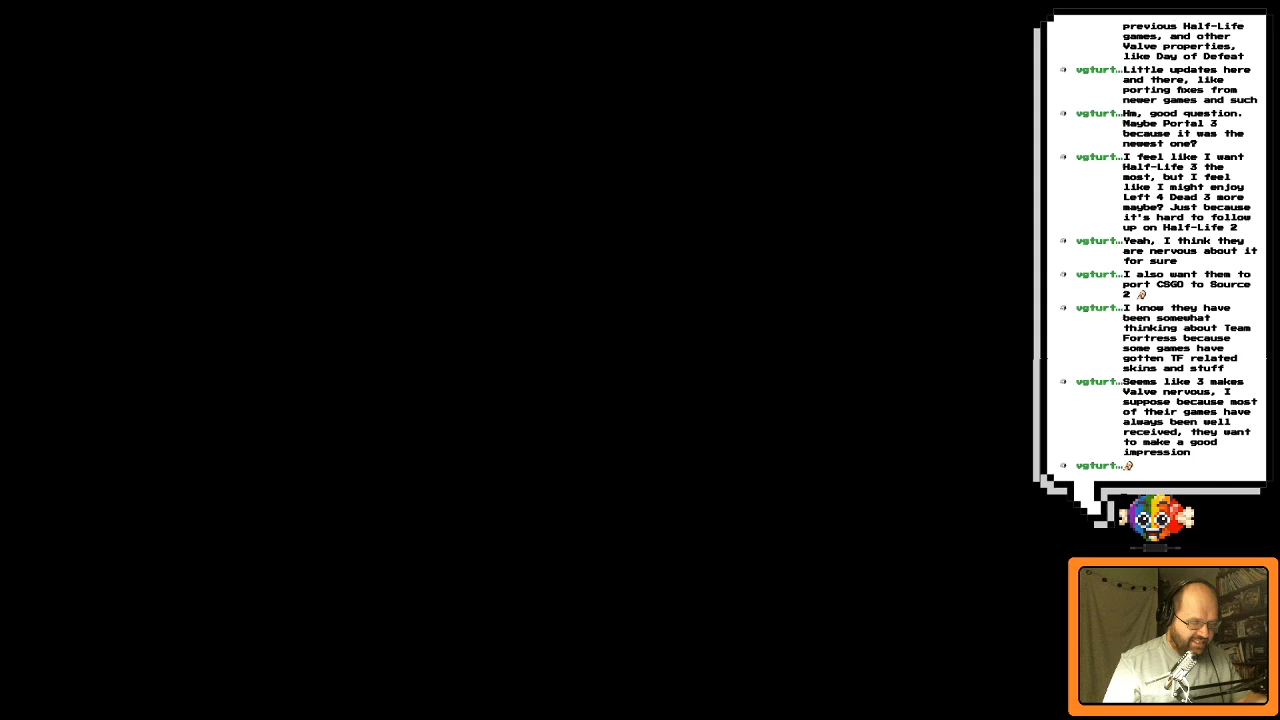 previous Half-Life
games, and other
Valve properties,
like Day of Defeat
vgturt...Little updates here
and there, like
porting fixes from
newer games and such
vgturt...Hm, good question.
Maybe Portal 3
because it was the
newest one?
vgturt...I feel like I want
Half-Life 3 the
most, but I feel
like I might enjoy
Left 4 Dead 3 more
maybe? Just because
it's hard to follow
up on Half-Life 2
vgturt...Yeah, I think they
are nervous about it
for sure
vgturt...I also want them to
port CSGO to Source
2
vgturt...I know they have
been somewhat
thinking about Team
Fortress because
some games have
gotten TF related
skins and stuff
vgturt...Seems like 3 makes
Valve nervous, I
suppose because most
of their games have
always been well
received, they want
to make a good
impression
vgturt...